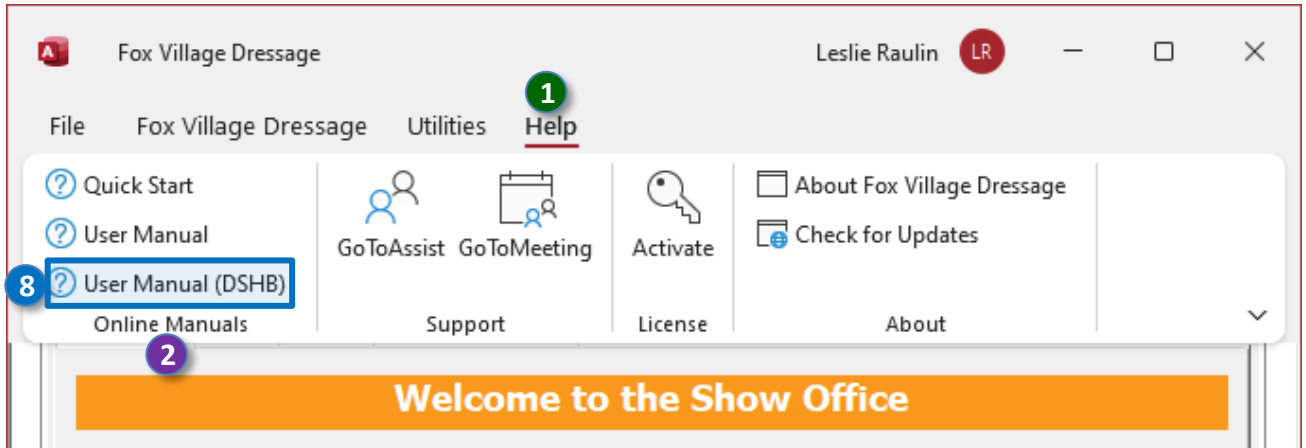 A Fox Village Dressage Leslie Raulin LR
1
File Fox Village Dressage Utilities Help
Quick Start
User Manual
8 User Manual (DSHB)
Online Manuals
2
GoToAssist GoToMeeting
Support
Activate
License
About Fox Village Dressage
Check for Updates
About
Welcome to the Show Office